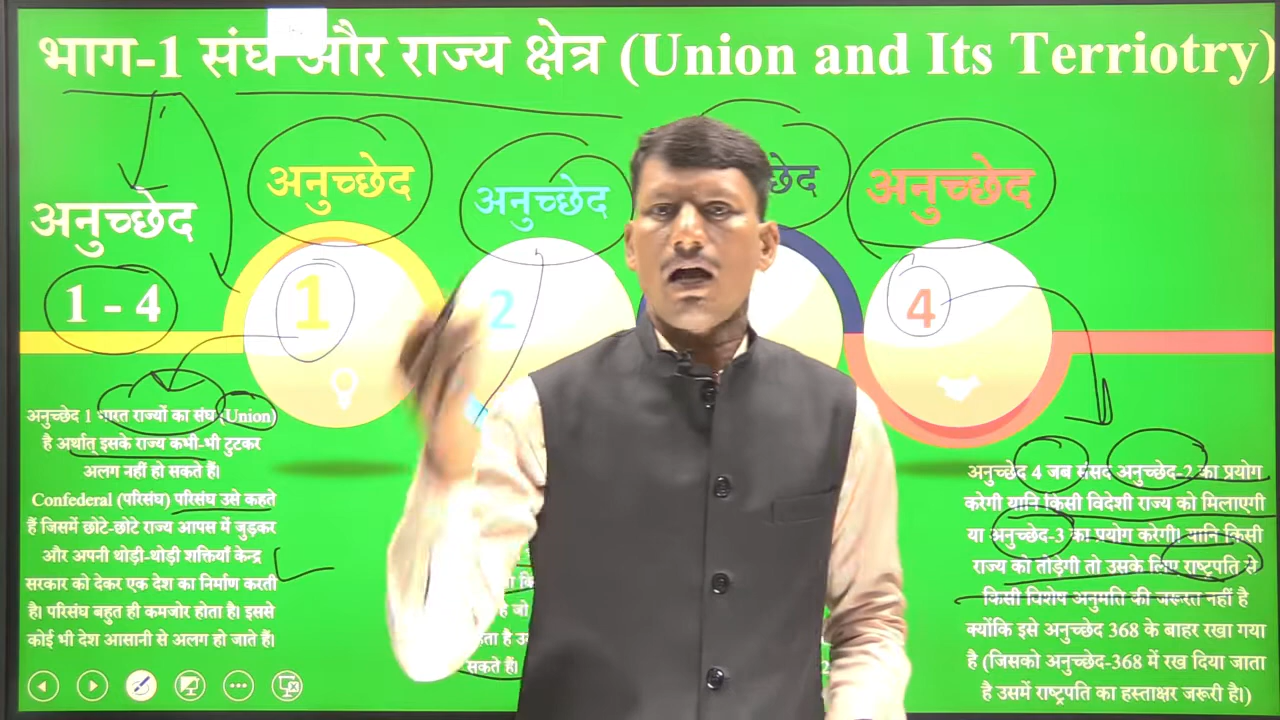 भाग-1 संघ और राज्य क्षेत्र (Union and Its Terriotry)
अनुच्छेद
1 - 4
अनुच्छेद
1
अनुच्छेद
2
अनुच्छेद
4
अनुच्छेद 1 भारत राज्यों का संघ (Union)
है अर्थात् इसके राज्य कभी-भी टुटकर
अलग नहीं हो सकते हैं।
Confederal (परिसंघ) परिसंघ उसे कहते
हैं जिसमें छोटे-छोटे राज्य आपस में जुड़कर
और अपनी थोड़ी-थोड़ी शक्तियाँ केन्द्र
सरकार को देकर एक देश का निर्माण करती
है। परिसंघ बहुत ही कमजोर होता है। इससे
कोई भी देश आसानी से अलग हो जाते हैं।
है जो
सकते हैं।
अनुच्छेद 4 जब संसद अनुच्छेद-2 का प्रयोग
करेगी यानि किसी विदेशी राज्य को मिलाएगी
या अनुच्छेद-3 का प्रयोग करेगी। यानि किसी
राज्य को तोड़ेगी तो उसके लिए राष्ट्रपति से
किसी विशेष अनुमति की जरूरत नहीं है
क्योंकि इसे अनुच्छेद 368 के बाहर रखा गया
है (जिसको अनुच्छेद-368 में रख दिया जाता
है उसमें राष्ट्रपति का हस्ताक्षर जरूरी है।)